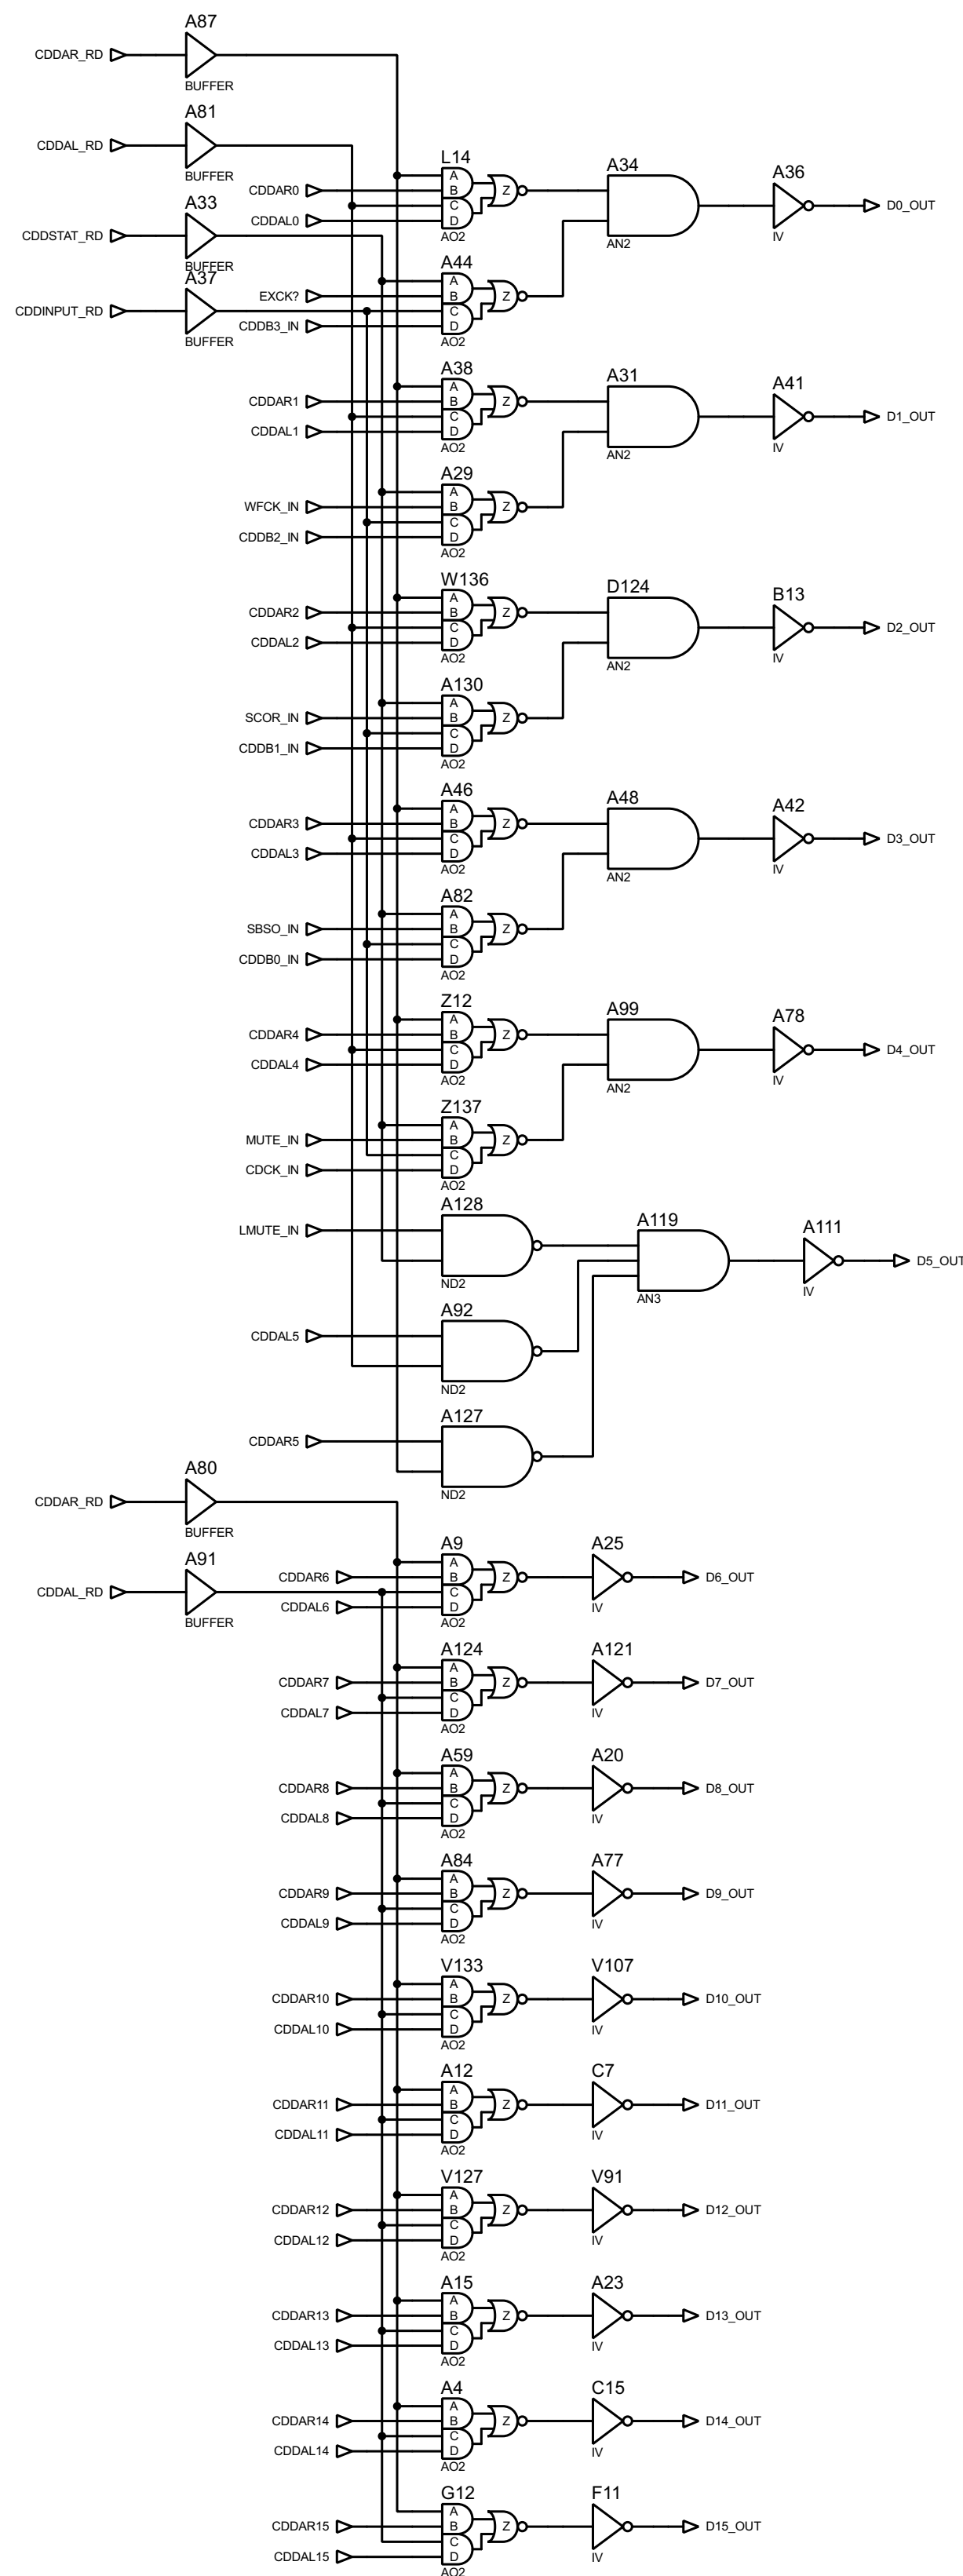 A87
CDDAR_RD
BUFFER
A81
CDDAL_RD
BUFFER
L14
A34
A36
A
CDDAR0
B
Z
C
CDDAL0
D
D0_OUT
AO2
AN2
IV
A33
CDDSTAT_RD
BUFFER
A44
A37
A
EXCK?
B
Z
CDDINPUT_RD
C
CDDB3_IN
D
BUFFER
AO2
A38
A31
A41
A
CDDAR1
B
Z
C
D1_OUT
CDDAL1
D
AO2
AN2
IV
A29
A
WFCK_IN
B
Z
C
CDDB2_IN
D
AO2
W136
D124
B13
A
CDDAR2
B
Z
C
D2_OUT
CDDAL2
D
AO2
AN2
IV
A130
A
SCOR_IN
B
Z
C
CDDB1_IN
D
AO2
A46
A48
A42
A
CDDAR3
B
Z
C
D3_OUT
CDDAL3
D
AO2
AN2
IV
A82
A
SBSO_IN
B
Z
C
CDDB0_IN
D
AO2
Z12
A99
A78
A
CDDAR4
B
Z
C
D4_OUT
CDDAL4
D
AO2
AN2
IV
Z137
A
MUTE_IN
B
Z
C
CDCK_IN
D
AO2
A128
A119
A111
LMUTE_IN
D5_OUT
ND2
AN3
IV
A92
CDDAL5
ND2
A127
CDDAR5
ND2
A80
CDDAR_RD
BUFFER
A9
A25
A91
A
CDDAR6
B
Z
D6_OUT
CDDAL_RD
C
CDDAL6
D
BUFFER
AO2
IV
A124
A121
A
CDDAR7
B
Z
D7_OUT
C
CDDAL7
D
AO2
IV
A59
A20
A
CDDAR8
B
Z
D8_OUT
C
CDDAL8
D
AO2
IV
A84
A77
A
CDDAR9
B
Z
D9_OUT
C
CDDAL9
D
AO2
IV
V133
V107
A
CDDAR10
B
Z
D10_OUT
C
CDDAL10
D
AO2
IV
A12
C7
A
CDDAR11
B
Z
D11_OUT
C
CDDAL11
D
AO2
IV
V127
V91
A
CDDAR12
B
Z
D12_OUT
C
CDDAL12
D
AO2
IV
A15
A23
A
CDDAR13
B
Z
D13_OUT
C
CDDAL13
D
AO2
IV
A4
C15
A
CDDAR14
B
Z
D14_OUT
C
CDDAL14
D
AO2
IV
G12
F11
A
CDDAR15
B
Z
D15_OUT
C
CDDAL15
D
AO2
IV